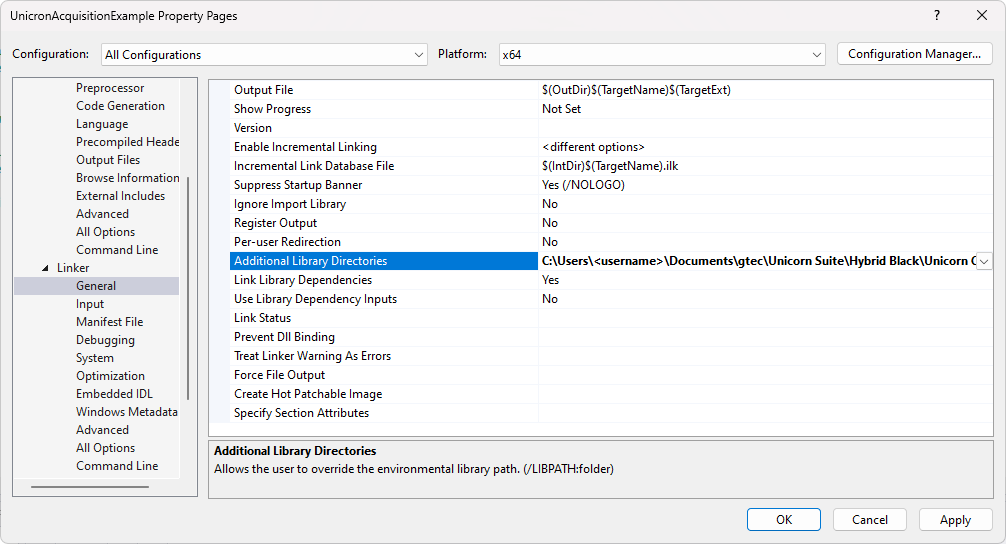 UnicronAcquisitionExample Property Pages
?
Configuration: All Configurations Platform: x64 Configuration Manager...
Preprocessor
Code Generation
Language
Precompiled Heade
Output Files
Browse Information
External Includes
Advanced
All Options
Command Line
Linker
General
Input
Manifest File
Debugging
System
Optimization
Embedded IDL
Windows Metadata
Advanced
All Options
Command Line
Output File $(OutDir)$(TargetName)$(TargetExt)
Show Progress Not Set
Version
Enable Incremental Linking <different options>
Incremental Link Database File $(IntDir)$(TargetName).ilk
Suppress Startup Banner Yes (/NOLOGO)
Ignore Import Library No
Register Output No
Per-user Redirection No
Additional Library Directories C:\Users\<username>\Documents\gtec\Unicorn Suite\Hybrid Black\Unicorn
Link Library Dependencies Yes
Use Library Dependency Inputs No
Link Status
Prevent Dll Binding
Treat Linker Warning As Errors
Force File Output
Create Hot Patchable Image
Specify Section Attributes
Additional Library Directories
Allows the user to override the environmental library path. (/LIBPATH:folder)
OK Cancel Apply